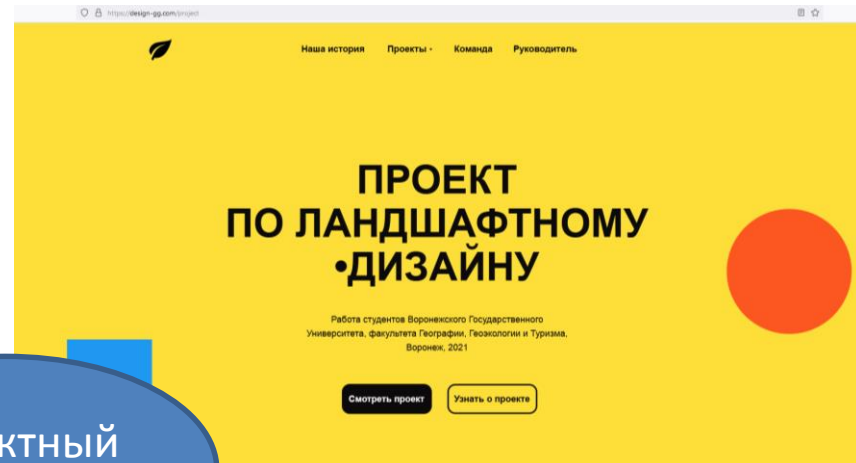 https://design-gg.com/project
Наша история Проекты Команда Руководитель
ПРОЕКТ
ПО ЛАНДШАФТНОМУ
•ДИЗАЙНУ
Работа студентов Воронежского Государственного
Университета, факультета Географии, Геоэкологии и Туризма,
Воронеж, 2021
Смотреть проект Узнать о проекте